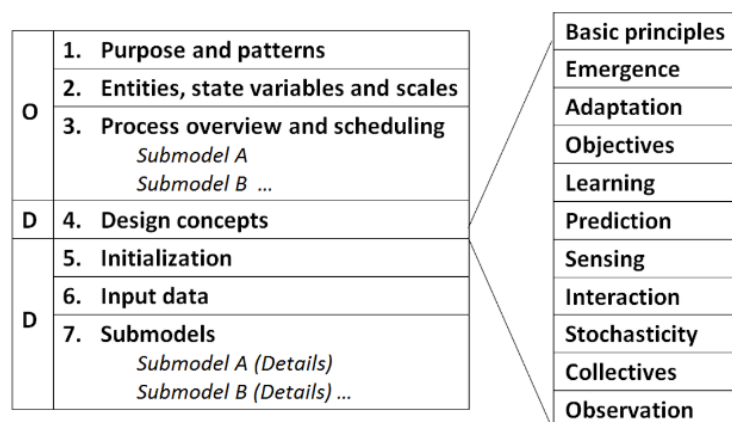 O
1. Purpose and patterns
2. Entities, state variables and scales
3. Process overview and scheduling
Submodel A
Submodel B ...
D
4. Design concepts
D
5. Initialization
6. Input data
7. Submodels
Submodel A (Details)
Submodel B (Details) ...
Basic principles
Emergence
Adaptation
Objectives
Learning
Prediction
Sensing
Interaction
Stochasticity
Collectives
Observation